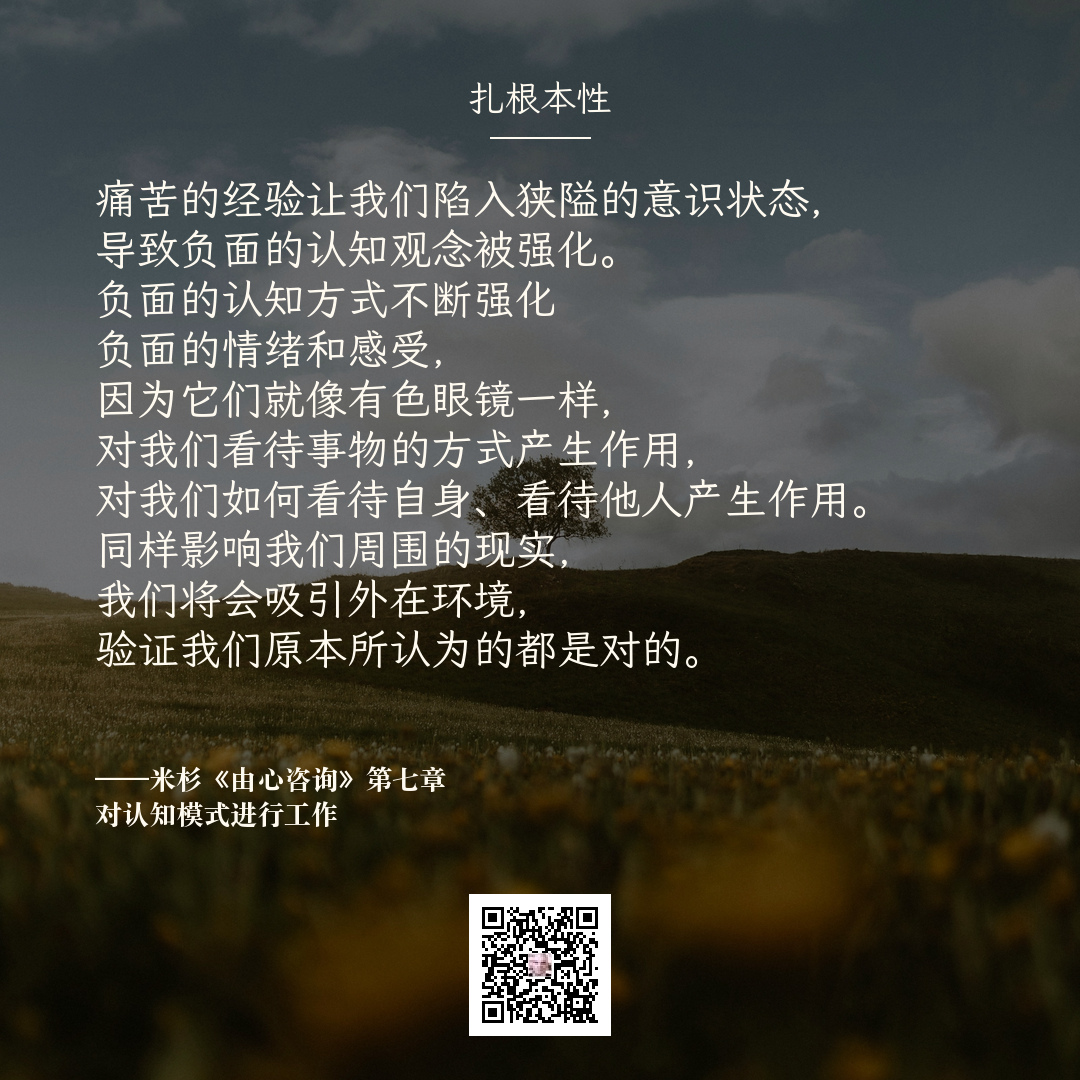 扎根本性
痛苦的经验让我们陷入狭隘的意识状态,
导致负面的认知观念被强化。
负面的认知方式不断强化
负面的情绪和感受,
因为它们就像有色眼镜一样,
对我们看待事物的方式产生作用,
对我们如何看待自身、看待他人产生作用。
同样影响我们周围的现实,
我们将会吸引外在环境,
验证我们原本所认为的都是对的。
——米杉《由心咨询》第七章
对认知模式进行工作